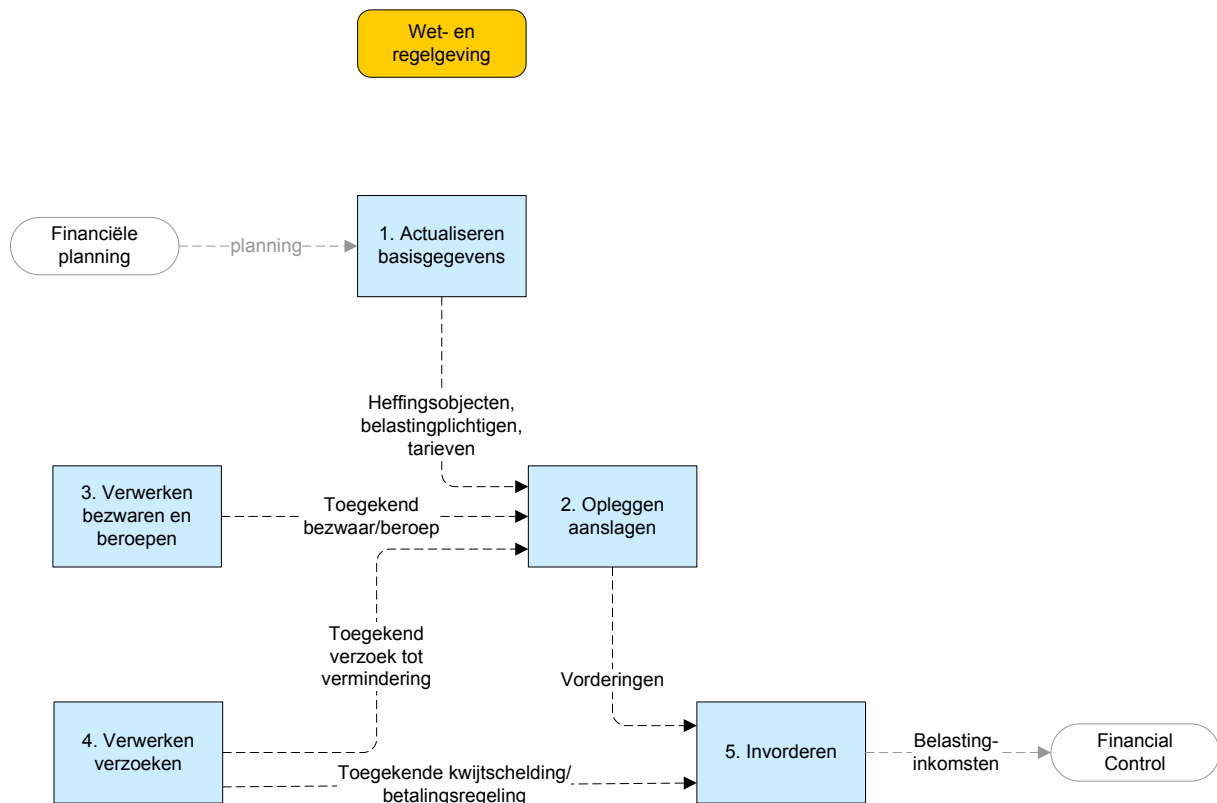 Wet- en
regelgeving
Financiële
planning
planning
1. Actualiseren
basisgegevens
Heffingsobjecten,
belastingplichtigen,
tarieven
3. Verwerken
bezwaren en
beroepen
Toegekend
bezwaar/beroep
2. Opleggen
aanslagen
Toegekend
verzoek tot
vermindering
Vorderingen
4. Verwerken
verzoeken
Toegekende kwijtschelding/
betalingsregeling
5. Invorderen
Belasting-
inkomsten
Financial
Control